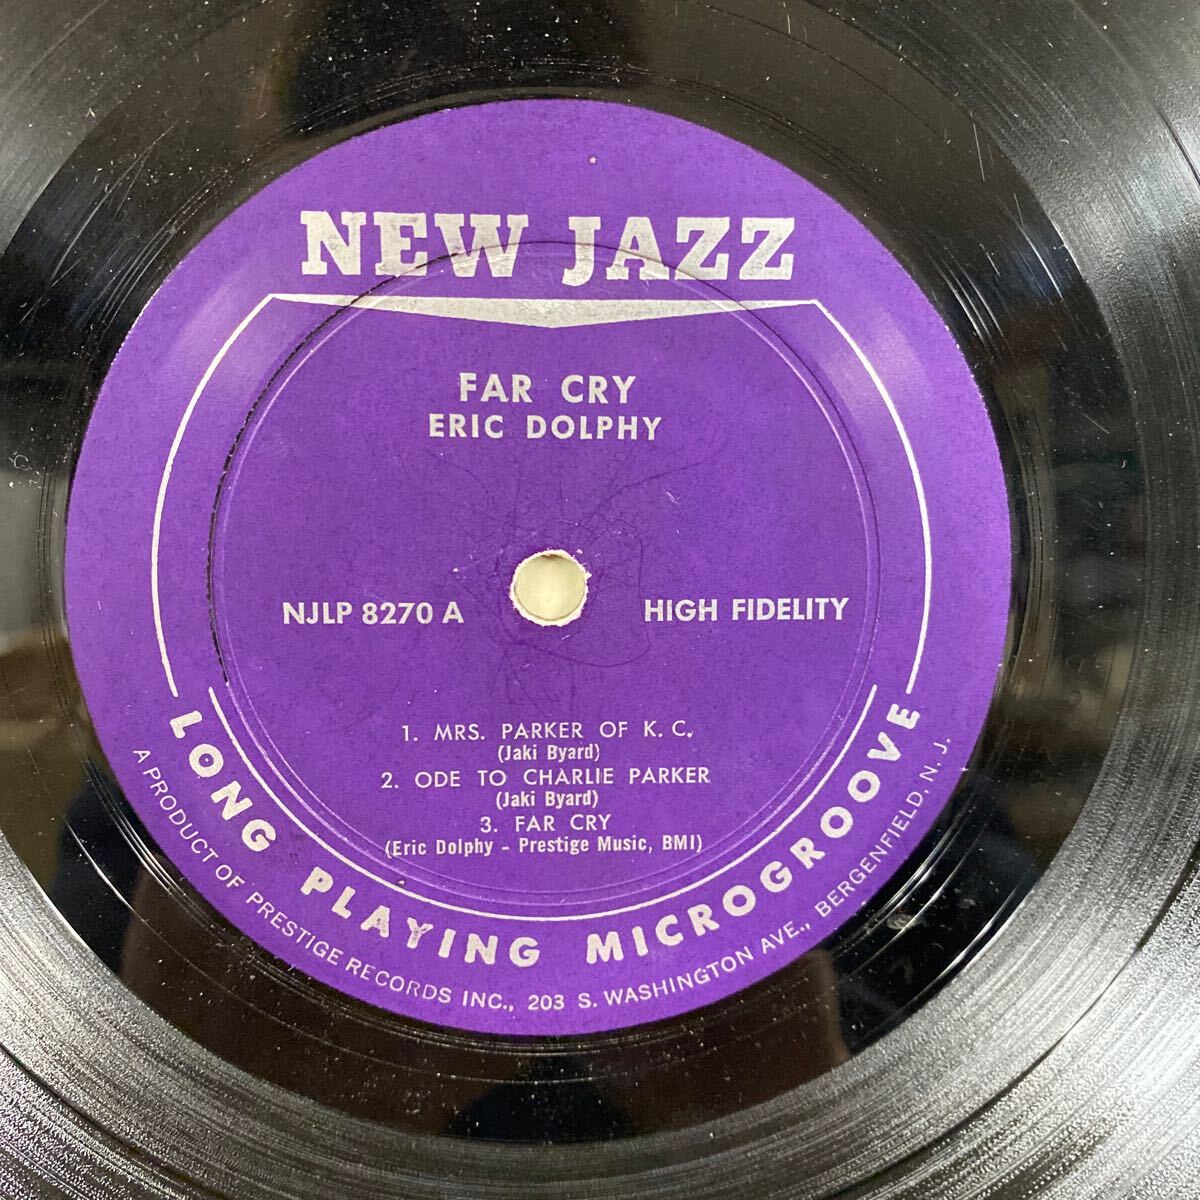 NEW JAZZ
FAR CRY
ERIC DOLPHY
NJLP 8270 A
HIGH FIDELITY
1. MRS. PARKER OF K. C.
(Jaki Byard)
2. ODE TO CHARLIE PARKER
(Jaki Byard)
3. FAR CRY
(Eric Dolphy - Prestige Music, BMI)
LONG PLAYING MICROGROOVE
A PRODUCT OF PRESTIGE RECORDS INC., 203 S. WASHINGTON AVE., BERGENFIELD, N. J.